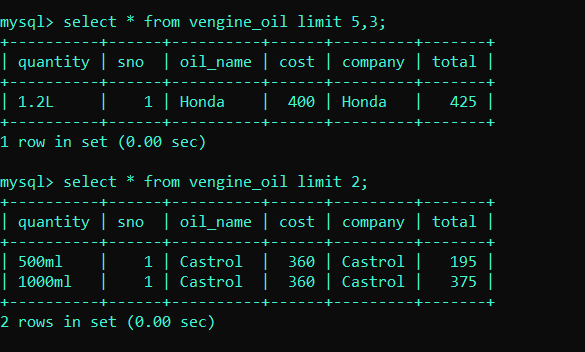 mysql> select * from vengine_oil limit 5,3;
+----------+------+----------+------+---------+-------+
| quantity | sno  | oil_name | cost | company | total |
+----------+------+----------+------+---------+-------+
| 1.2L     |    1 | Honda    |  400 | Honda   |   425 |
+----------+------+----------+------+---------+-------+
1 row in set (0.00 sec)
mysql> select * from vengine_oil limit 2;
+----------+------+----------+------+---------+-------+
| quantity | sno  | oil_name | cost | company | total |
+----------+------+----------+------+---------+-------+
| 500ml    |    1 | Castrol  |  360 | Castrol |   195 |
| 1000ml   |    1 | Castrol  |  360 | Castrol |   375 |
+----------+------+----------+------+---------+-------+
2 rows in set (0.00 sec)